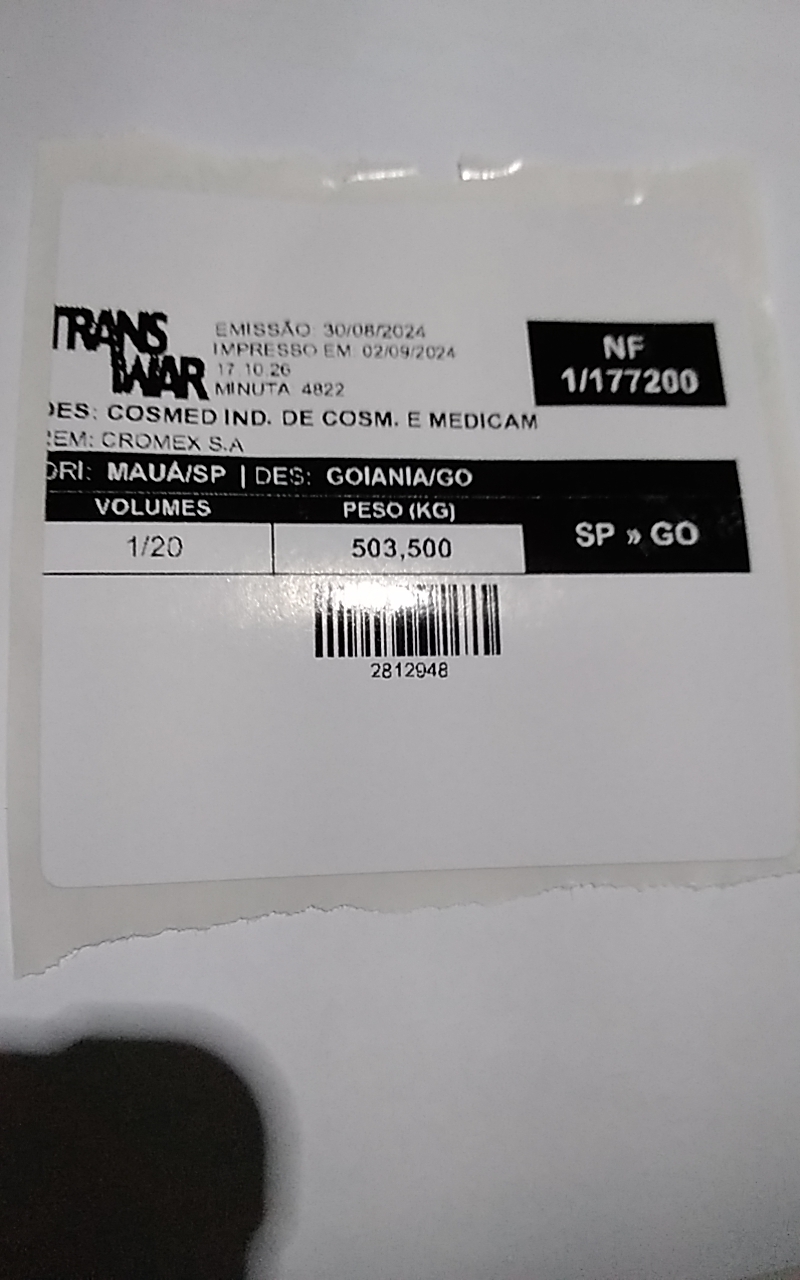 TRANS
WAR
EMISSÃO: 30/08/2024
IMPRESSO EM: 02/09/2024
17:10:26
MINUTA: 4822
NF
1/177200
DES: COSMED IND. DE COSM. E MEDICAM
REM: CROMEX S.A
ORI: MAUÁ/SP | DES: GOIANIA/GO
VOLUMES PESO (KG)
1/20 503,500
SP » GO
2812948